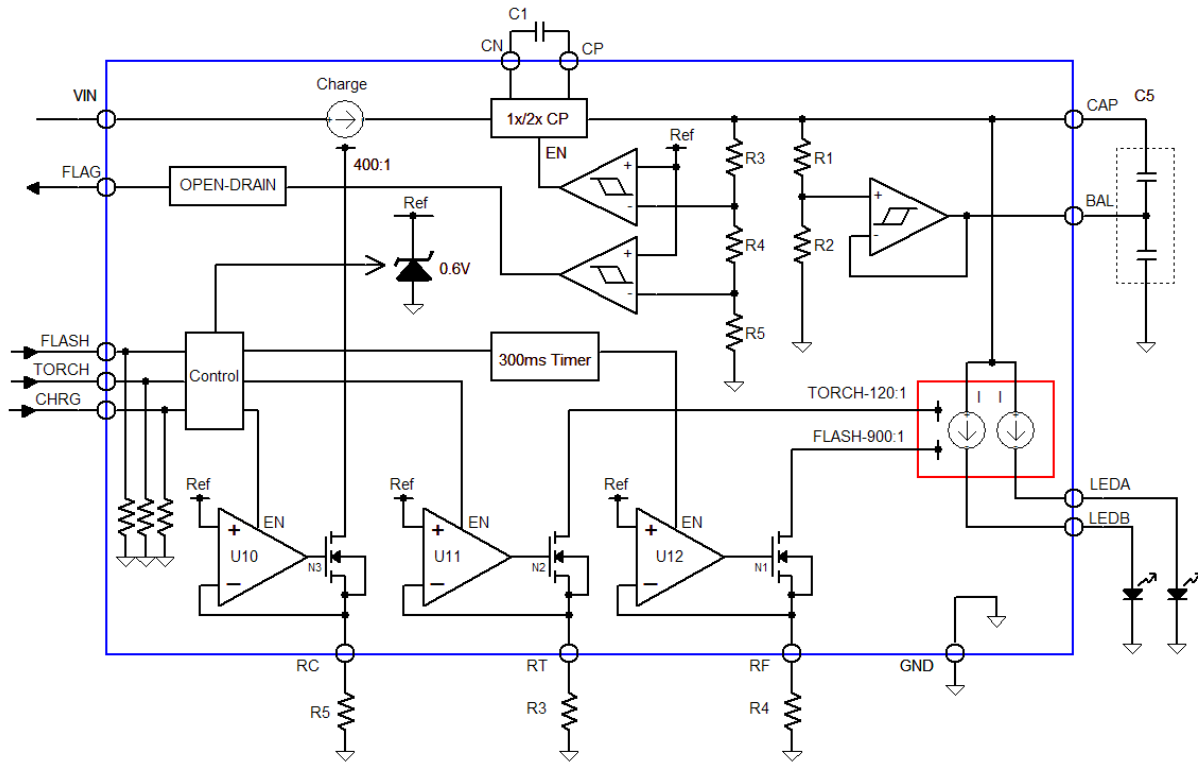 C1
CN
CP
Charge
VIN
1x/2x CP
CAP
C5
EN
Ref
400:1
R3
R1
FLAG
OPEN-DRAIN
+
-
+
-
BAL
Ref
R4
R2
0.6V
+
-
FLASH
TORCH
CHRG
Control
300ms Timer
R5
TORCH-120:1
I
I
FLASH-900:1
Ref
Ref
Ref
LEDA
LEDB
+
EN
U10
−
N3
+
EN
U11
−
N2
+
EN
U12
−
N1
RC
RT
RF
GND
R5
R3
R4